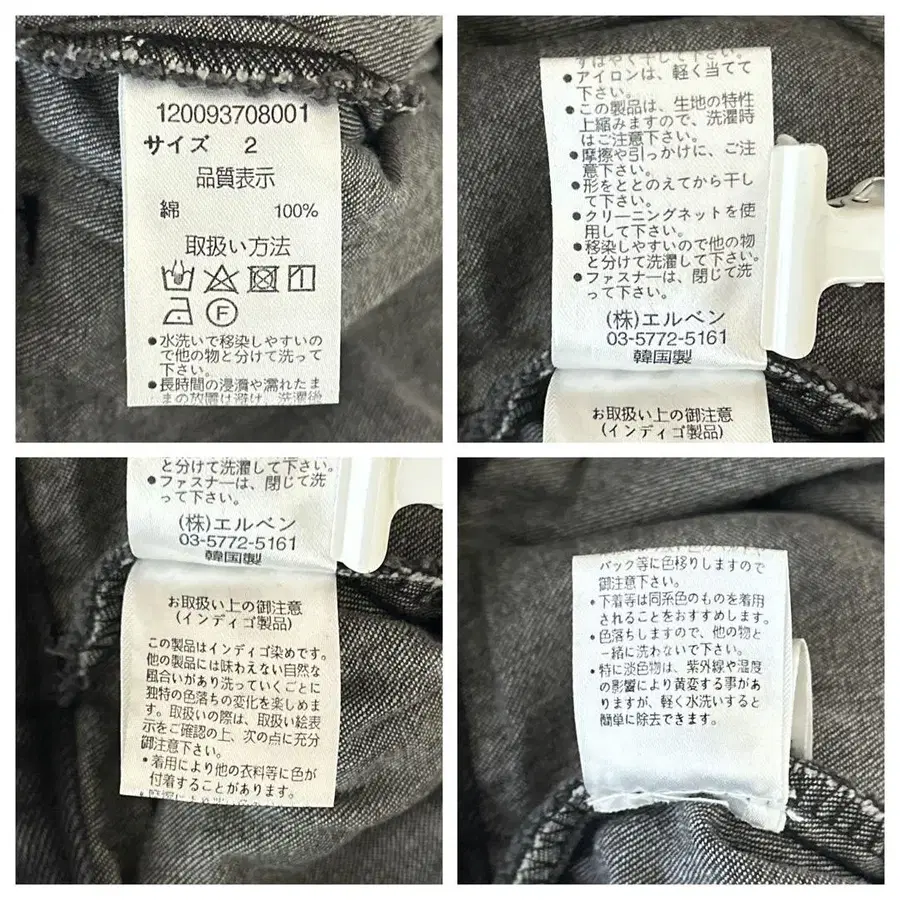 120093708001
サイズ 2
品質表示
綿 100%
取扱い方法
F
●水洗いで移染しやすいの
で他の物と分けて洗って
下さい。
●長時間の浸漬や濡れたま
まの放置は避け、洗濯後
すばやく干して下さい。
●アイロンは、軽く当てて
下さい。
●この製品は、生地の特性
上縮みますので、洗濯時
はご注意下さい。
●摩擦や引っかけに、ご注
意下さい。
●形をととのえてから干し
て下さい。
●クリーニングネットを使
用して下さい。
●移染しやすいので他の物
と分けて洗濯して下さい。
●ファスナーは、閉じて洗
って下さい。
(株)エルベン
03-5772-5161
韓国製
お取扱い上の御注意
(インディゴ製品)
と分けて洗濯して下さい。
●ファスナーは、閉じて洗
って下さい。
(株)エルベン
03-5772-5161
韓国製
お取扱い上の御注意
(インディゴ製品)
この製品はインディゴ染めです。
他の製品には味わえない自然な
風合いがあり洗っていくごとに
独特の色落ちの変化を楽しめま
す。取扱いの際は、取扱い絵表
示をご確認の上、次の点に充分
御注意下さい。
・着用により他の衣料等に色が
付着することがあります。
バック等に色移りしますので
御注意下さい。
・下着等は同系色のものを着用
されることをおすすめします。
・色落ちしますので、他の物と
一緒に洗わないで下さい。
・特に淡色物は、紫外線や湿度
の影響により黄変する事があ
りますが、軽く水洗いすると
簡単に除去できます。